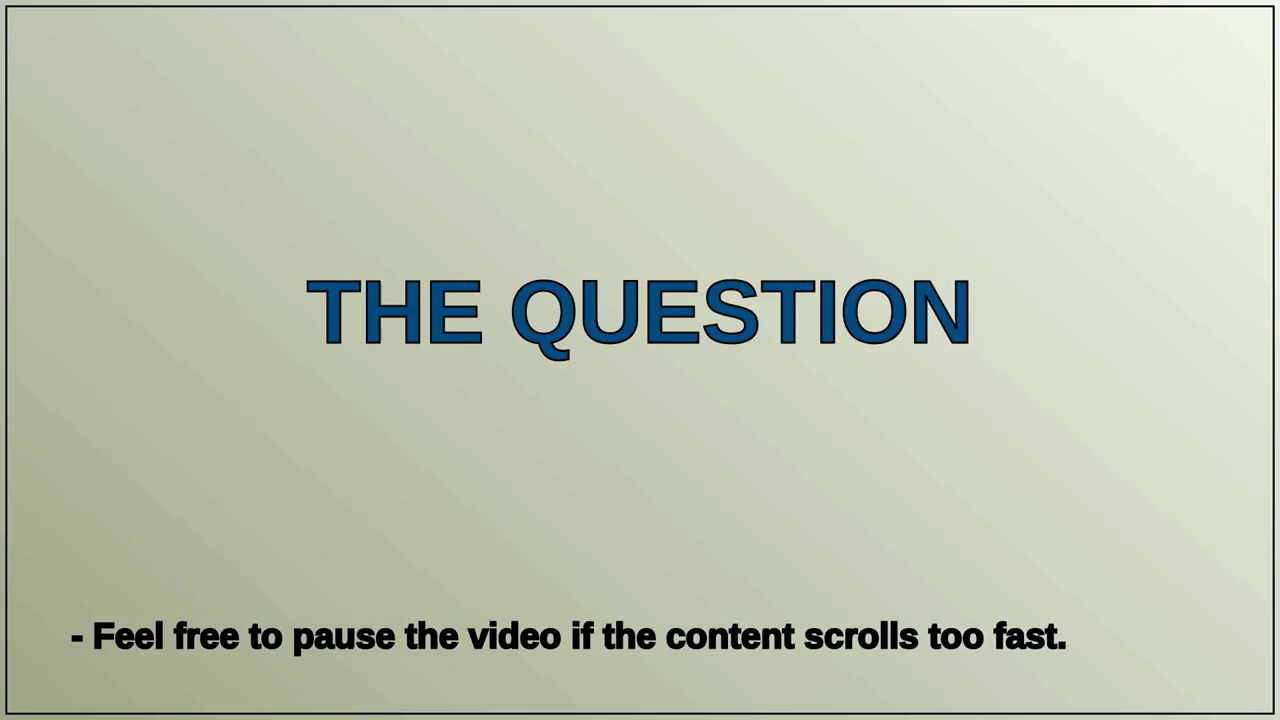 THE QUESTION
- Feel free to pause the video if the content scrolls too fast.